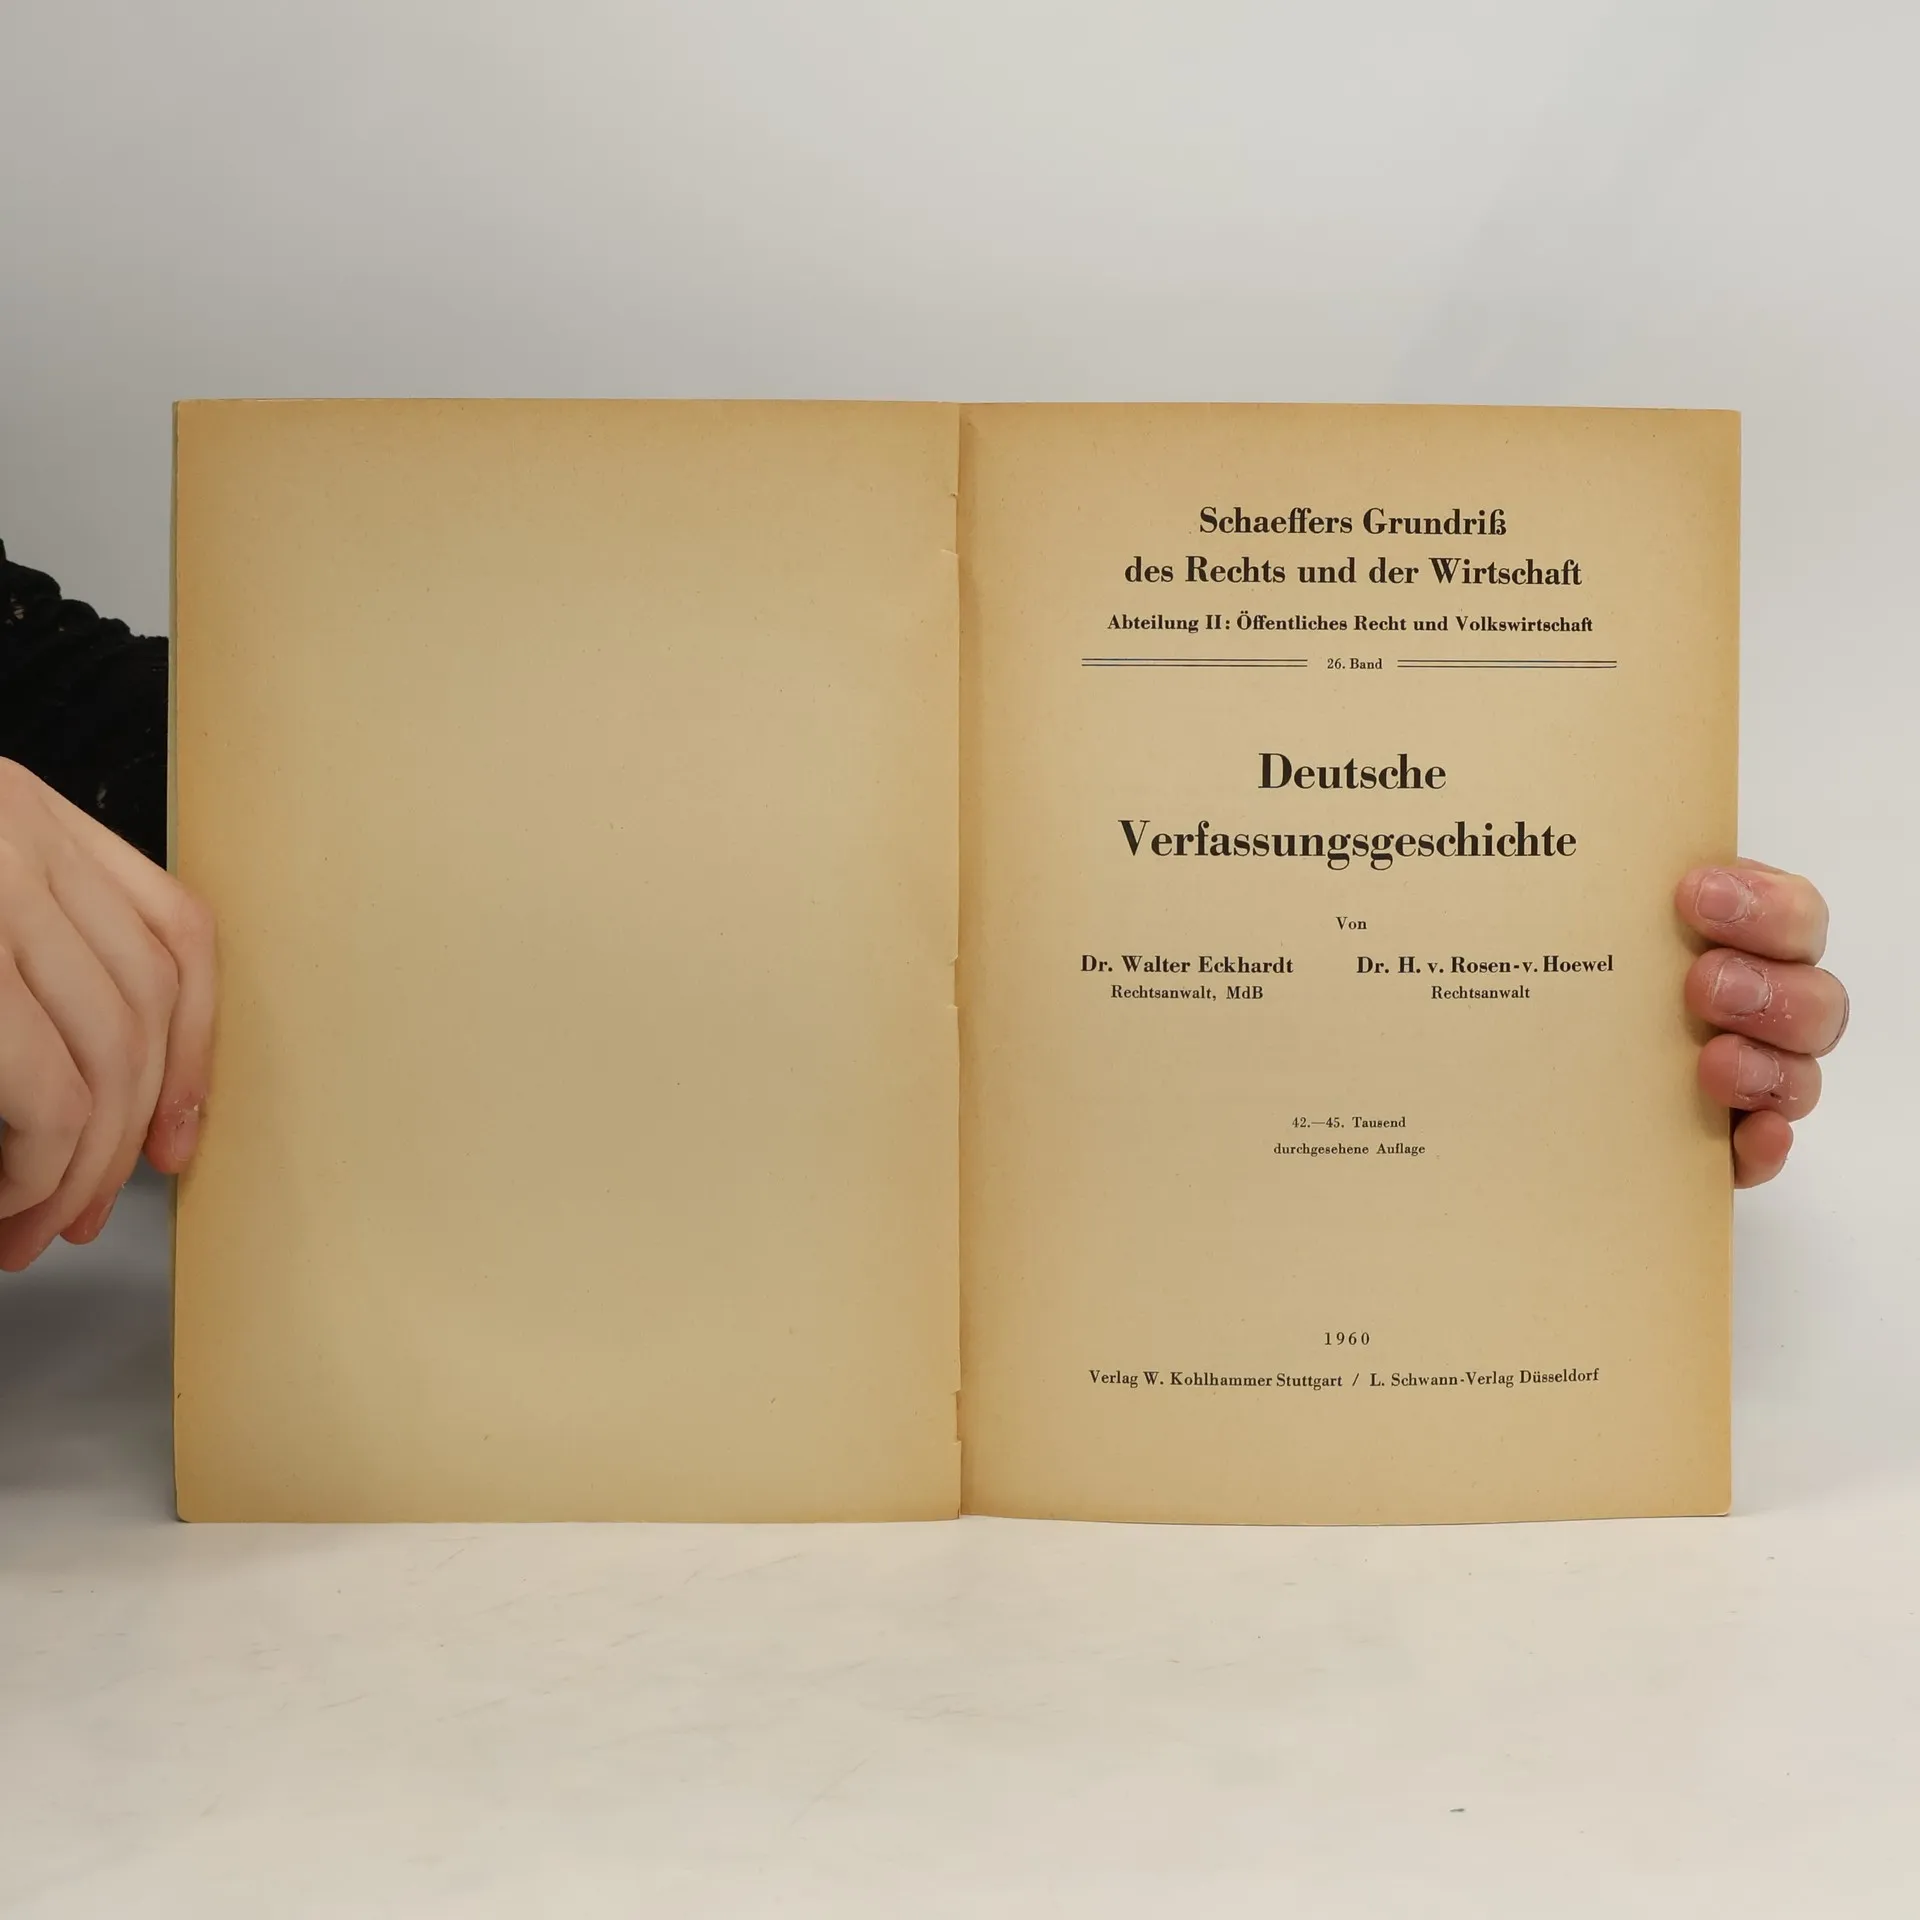 Schaeffers Grundriß
des Rechts und der Wirtschaft
Abteilung II: Öffentliches Recht und Volkswirtschaft
26. Band
Deutsche
Verfassungsgeschichte
Von
Dr. Walter Eckhardt Dr. H. v. Rosen-v. Hoewel
Rechtsanwalt, MdB Rechtsanwalt
42.—45. Tausend
durchgesehene Auflage
1960
Verlag W. Kohlhammer Stuttgart / L. Schwann-Verlag Düsseldorf